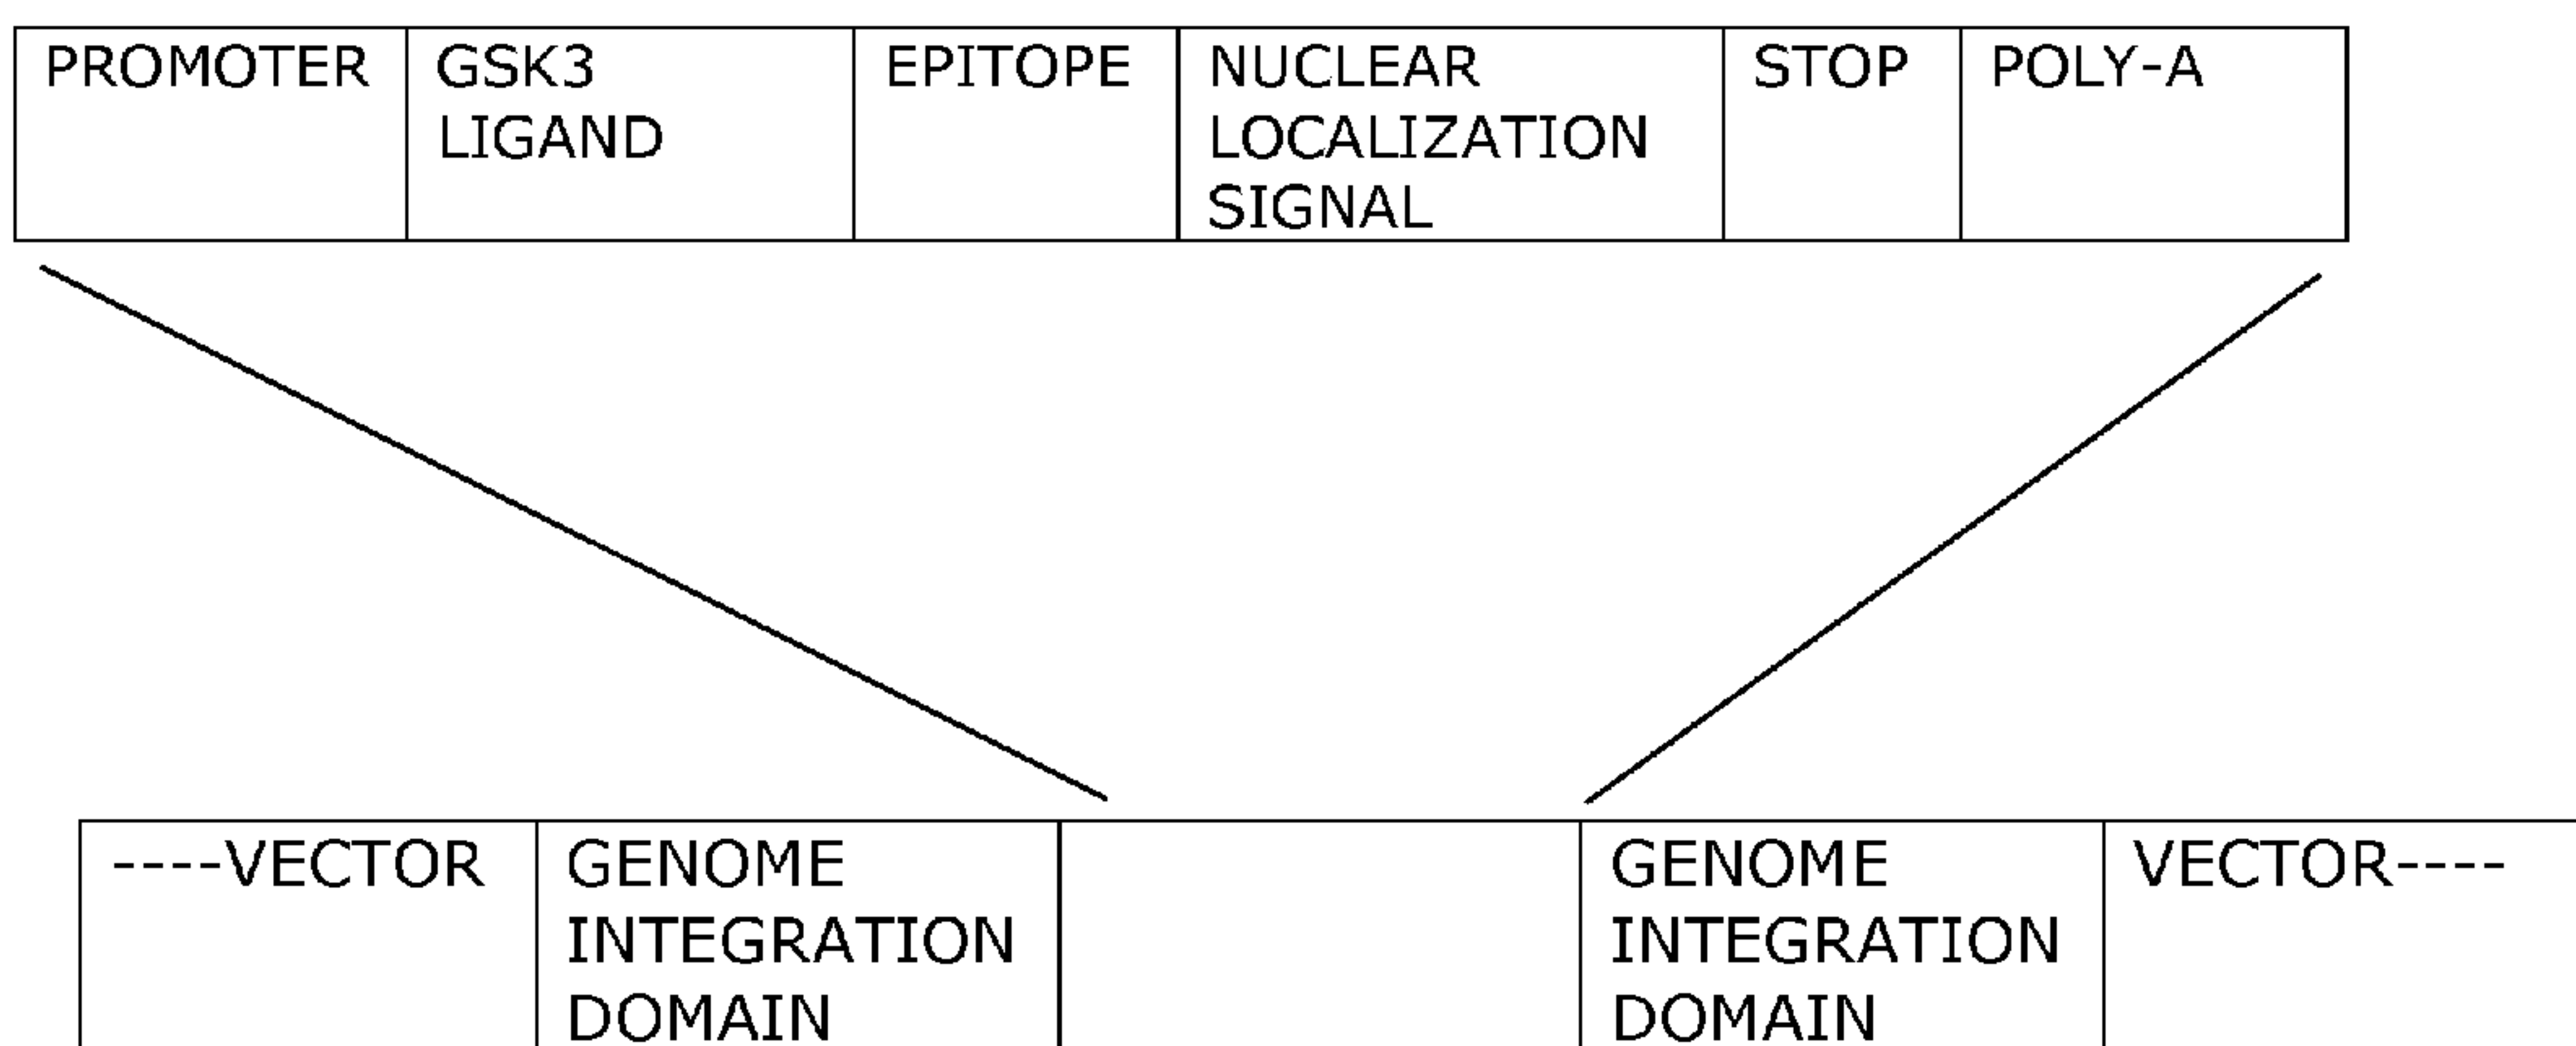 PROMOTER
GSK3
LIGAND
EPITOPE
NUCLEAR
LOCALIZATION
SIGNAL
STOP
POLY-A
----VECTOR
GENOME
INTEGRATION
DOMAIN
GENOME
INTEGRATION
DOMAIN
VECTOR----